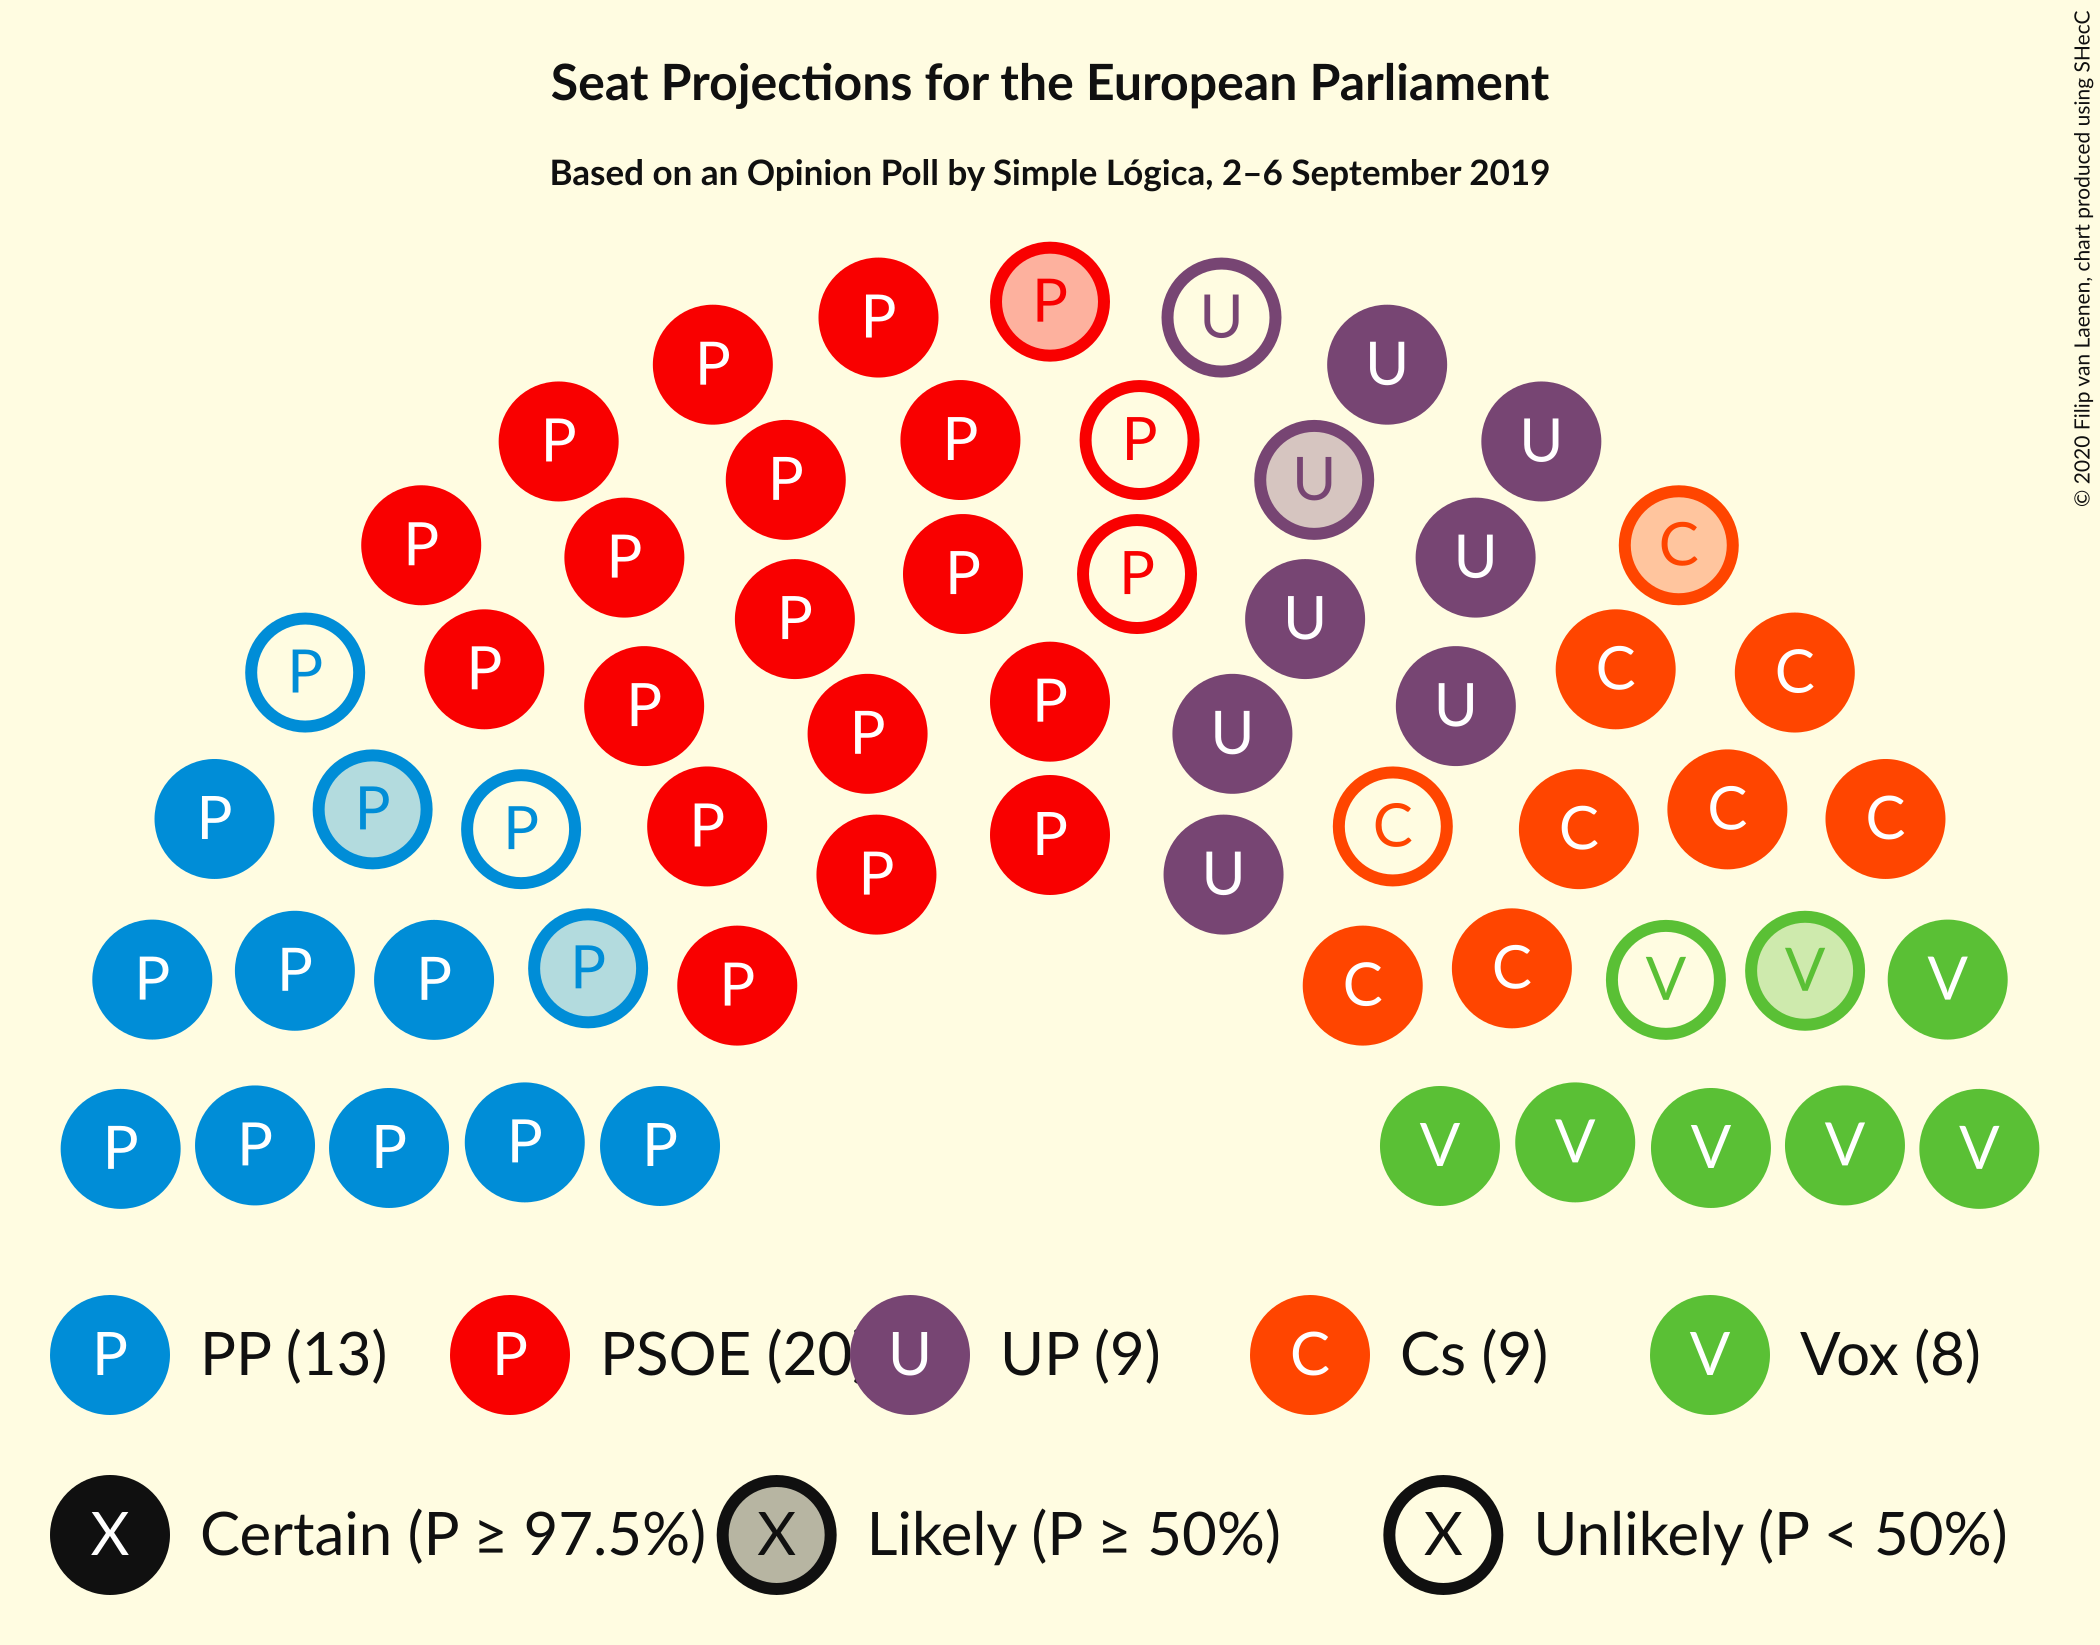 Seat Projections for the European Parliament
Based on an Opinion Poll by Simple Lógica, 2–6 September 2019
© 2020 Filip van Laenen, chart produced using SHecC
P P U
P U
P P P U
P U
P P P P U C
P U
P P C C
P P U
P U
P P P P P C C C C
P U
P P P P P C C V V V
P P P P P V V V V V
P PP (13) P PSOE (20) U UP (9) C Cs (9) V Vox (8)
X Certain (P ≥ 97.5%) X Likely (P ≥ 50%) X Unlikely (P < 50%)